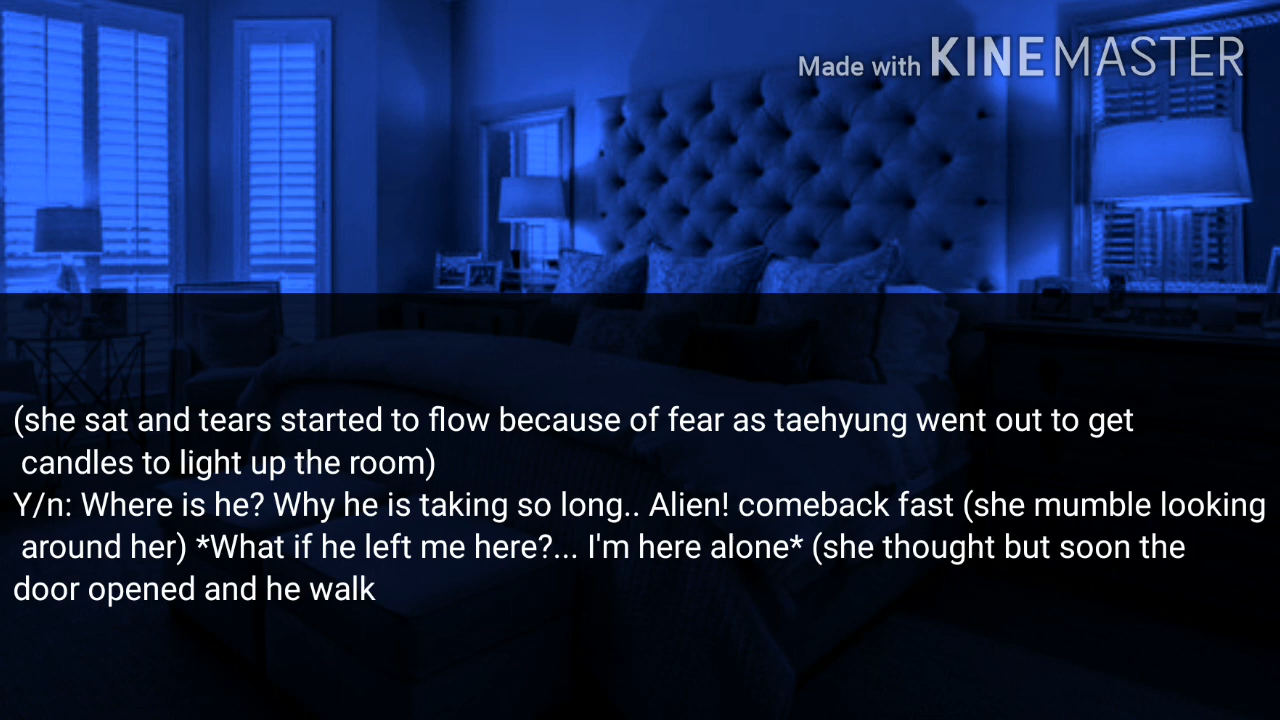 Made with KINEMASTER
(she sat and tears started to flow because of fear as taehyung went out to get
candles to light up the room)
Y/n: Where is he? Why he is taking so long.. Alien! comeback fast (she mumble looking
around her) *What if he left me here?... I'm here alone* (she thought but soon the
door opened and he walk